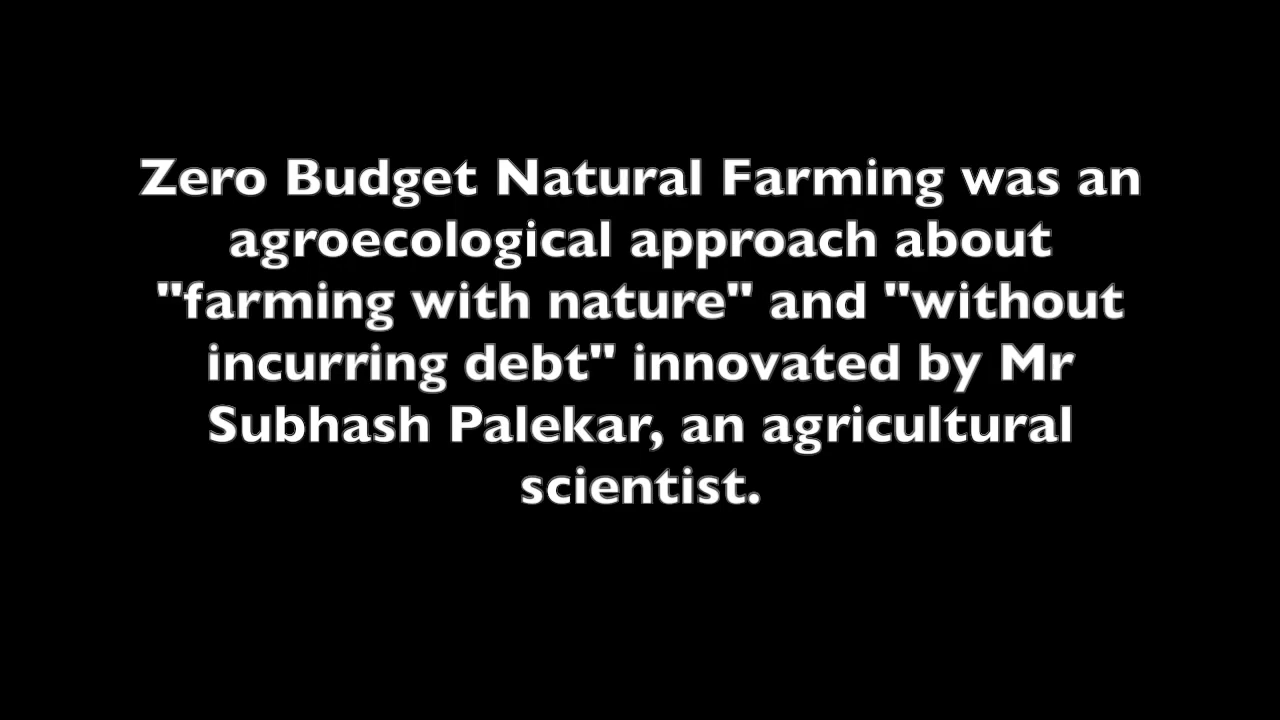 Zero Budget Natural Farming was an
agroecological approach about
"farming with nature" and "without
incurring debt" innovated by Mr
Subhash Palekar, an agricultural
scientist.